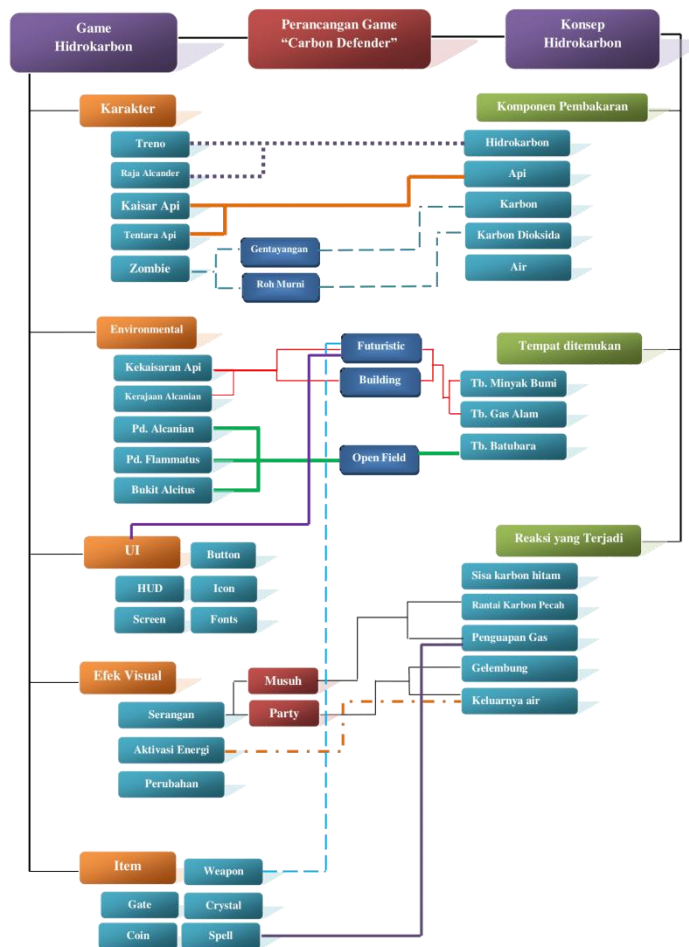 Game
Hidrokarbon
Perancangan Game
“Carbon Defender”
Konsep
Hidrokarbon
Karakter
Treno
Raja Alcander
Kaisar Api
Tentara Api
Zombie
Gentayangan
Roh Murni
Komponen Pembakaran
Hidrokarbon
Api
Karbon
Karbon Dioksida
Air
Environmental
Kekaisaran Api
Kerajaan Alcanian
Pd. Alcanian
Pd. Flammatus
Bukit Alcitus
Futuristic
Building
Open Field
Tempat ditemukan
Tb. Minyak Bumi
Tb. Gas Alam
Tb. Batubara
UI
Button
HUD
Icon
Screen
Fonts
Reaksi yang Terjadi
Sisa karbon hitam
Rantai Karbon Pecah
Penguapan Gas
Gelembung
Keluarnya air
Efek Visual
Musuh
Serangan
Party
Aktivasi Energi
Perubahan
Item
Weapon
Gate
Crystal
Coin
Spell